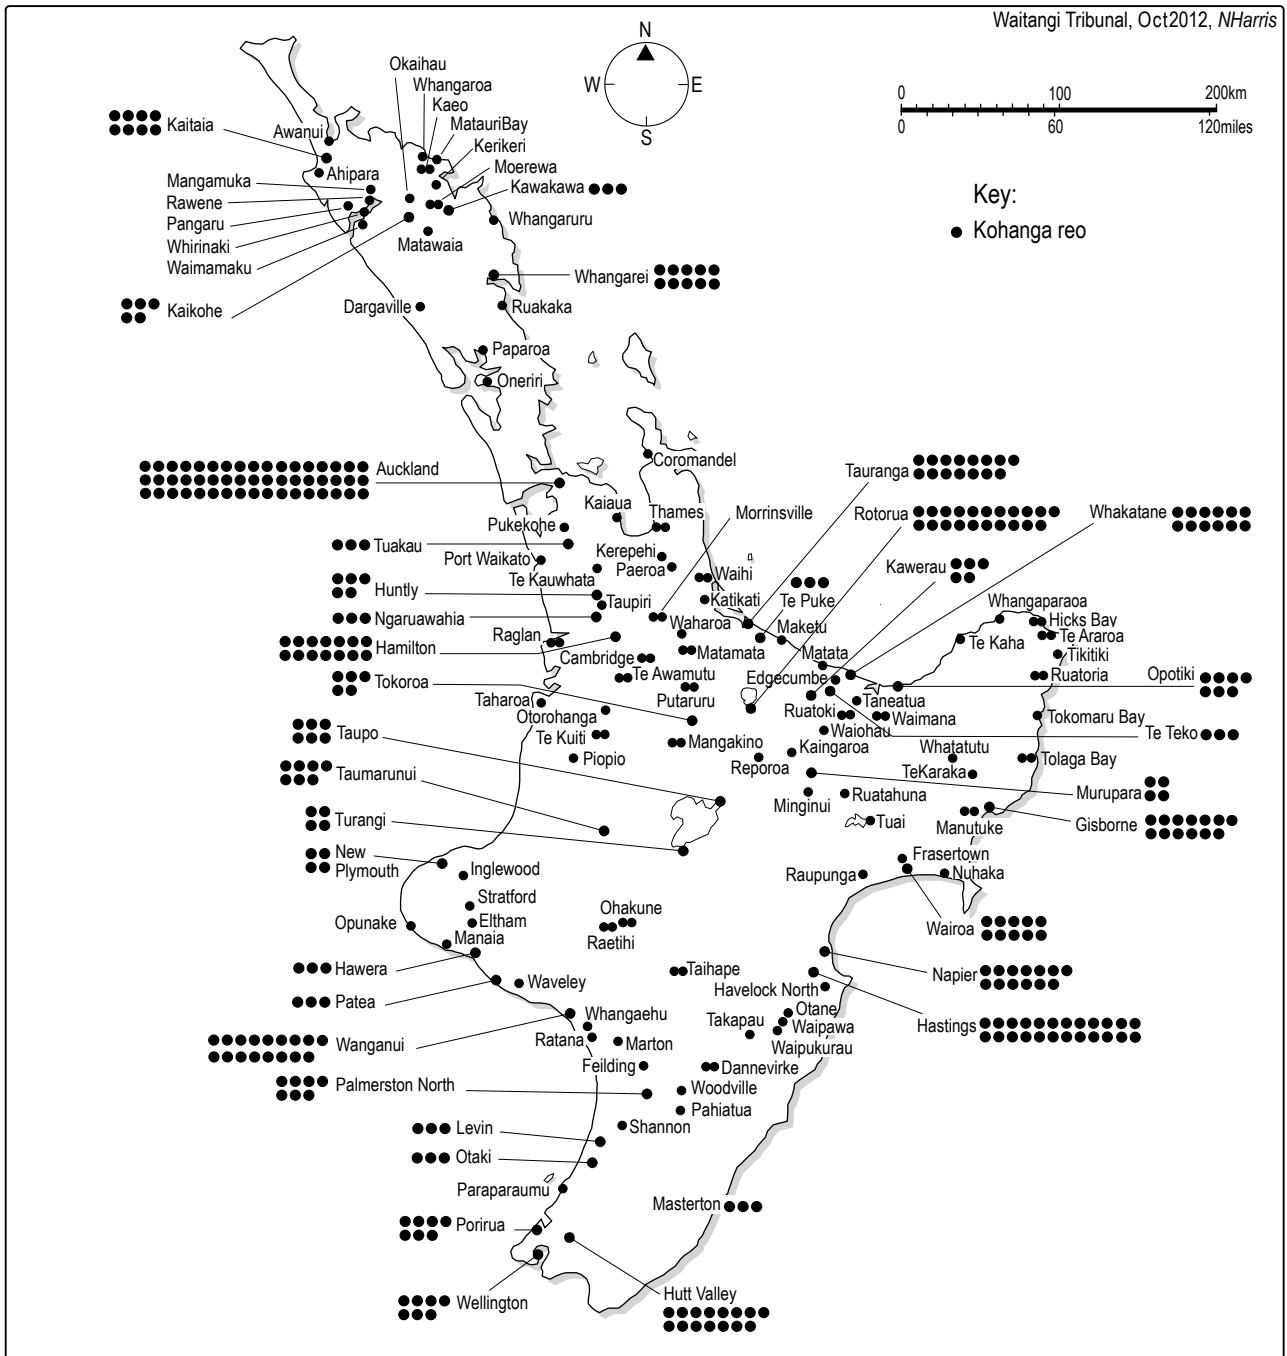 Waitangi Tribunal, Oct2012, NHarris
N
W
E
S
0 100 200km
0 60 120miles
Key:
Kohanga reo
Okaihau
Whangaroa
Kaeo
MatauriBay
Kerikeri
Moerewa
Kawakawa
Kaitaia
Awanui
Ahipara
Mangamuka
Rawene
Pangaru
Whirinaki
Waimamaku
Whangaruru
Matawaia
Whangarei
Kaikohe
Dargaville
Ruakaka
Paparoa
Oneriri
Auckland
Coromandel
Tauranga
Kaiaua
Thames
Morrinsville
Rotorua
Whakatane
Pukekohe
Tuakau
Port Waikato
Kerepehi
Paeroa
Kawerau
Te Kauwhata
Waihi
Huntly
Taupiri
Katikati
Te Puke
Whangaparaoa
Ngaruawahia
Waharoa
Maketu
Hicks Bay
Te Araroa
Te Kaha
Raglan
Hamilton
Matamata
Matata
Tikitiki
Cambridge
Te Awamutu
Edgecumbe
Ruatoria
Opotiki
Tokoroa
Putaruru
Taharoa
Taneatua
Otorohanga
Ruatoki
Waimana
Tokomaru Bay
Taupo
Te Kuiti
Mangakino
Waiohau
Te Teko
Piopio
Kaingaroa
Whatatutu
Tolaga Bay
Reporoa
TeKaraka
Taumarunui
Murupara
Minginui
Ruatahuna
Turangi
Tuai
Manutuke
Gisborne
New
Plymouth
Inglewood
Frasertown
Raupunga
Nuhaka
Stratford
Ohakune
Opunake
Eltham
Raetihi
Wairoa
Manaia
Hawera
Taihape
Napier
Waveley
Havelock North
Patea
Whangaehu
Otane
Takapau
Waipawa
Hastings
Wanganui
Ratana
Marton
Waipukurau
Feilding
Dannevirke
Palmerston North
Woodville
Pahiatua
Levin
Shannon
Otaki
Paraparaumu
Masterton
Porirua
Hutt Valley
Wellington